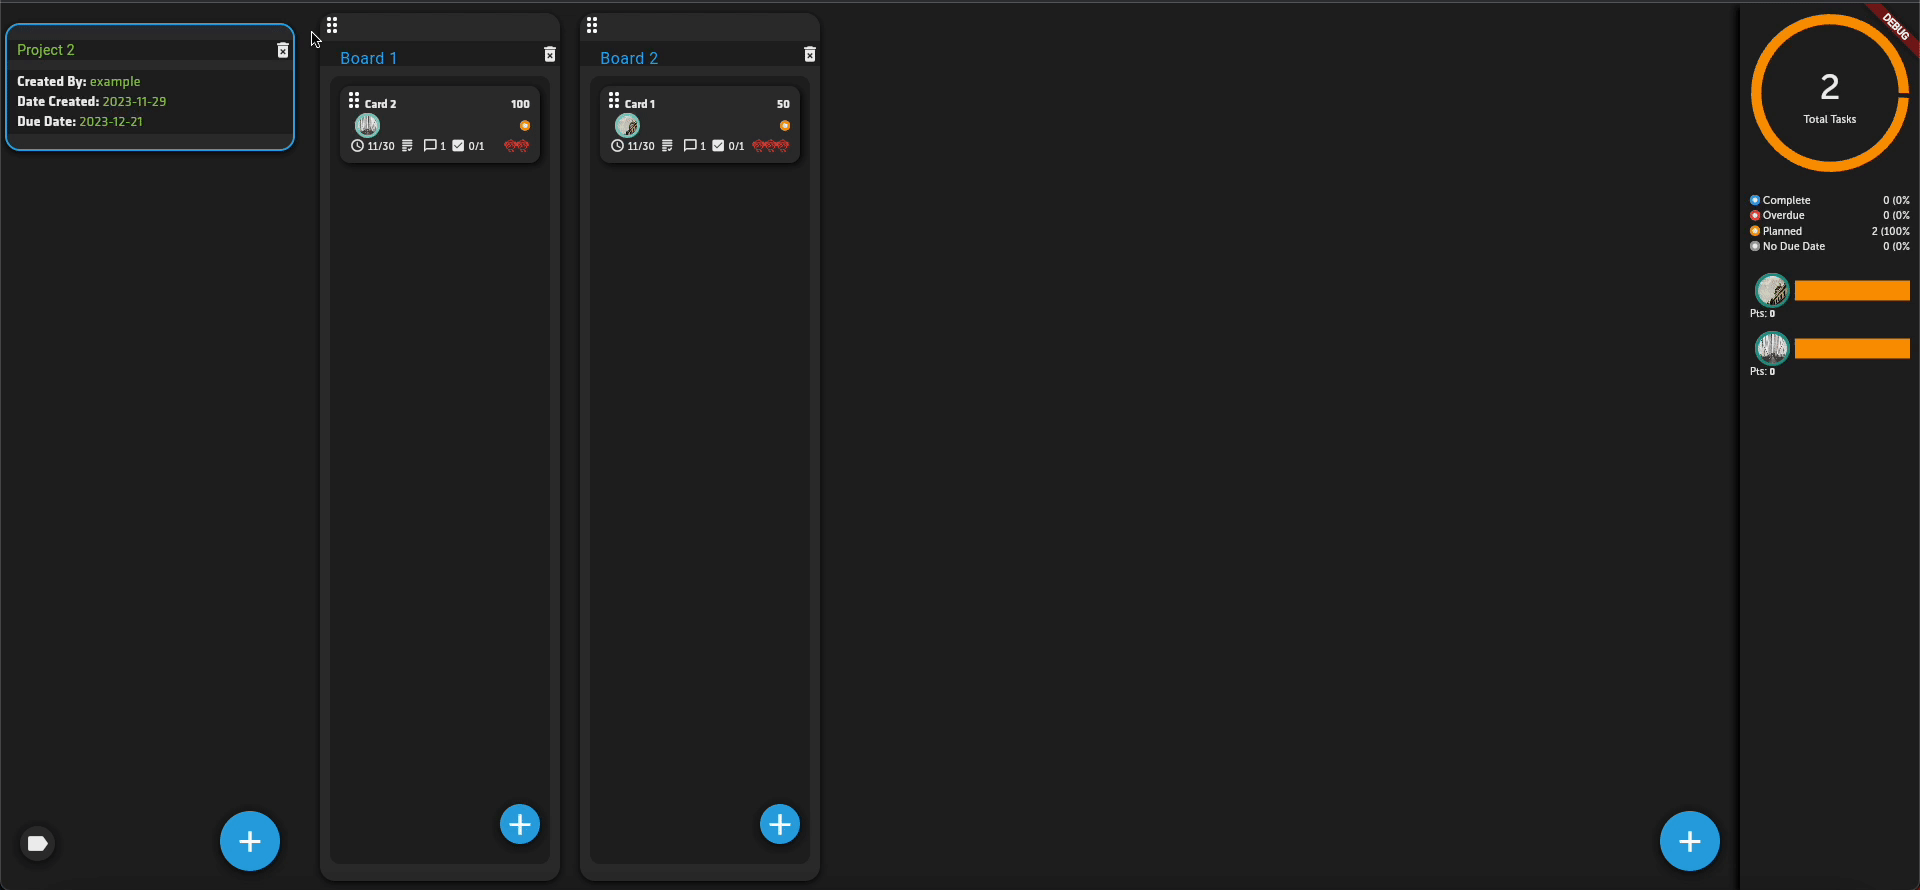 Project 2
Created By: example
Date Created: 2023-11-29
Due Date: 2023-12-21
Board 1
Card 2 100
11/30 1 0/1
Board 2
Card 1 50
11/30 1 0/1
DEBUG
2
Total Tasks
Complete 0 (0%
Overdue 0 (0%
Planned 2 (100%
No Due Date 0 (0%
Pts: 0
Pts: 0